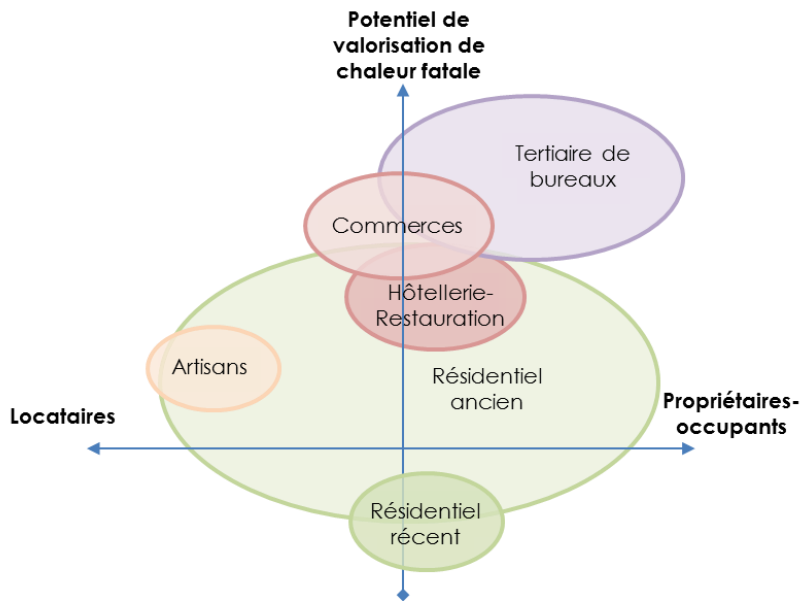 Potentiel de
valorisation de
chaleur fatale
Tertiaire de
bureaux
Commerces
Hôtellerie-
Restauration
Artisans
Résidentiel
ancien
Locataires
Propriétaires-
occupants
Résidentiel
récent